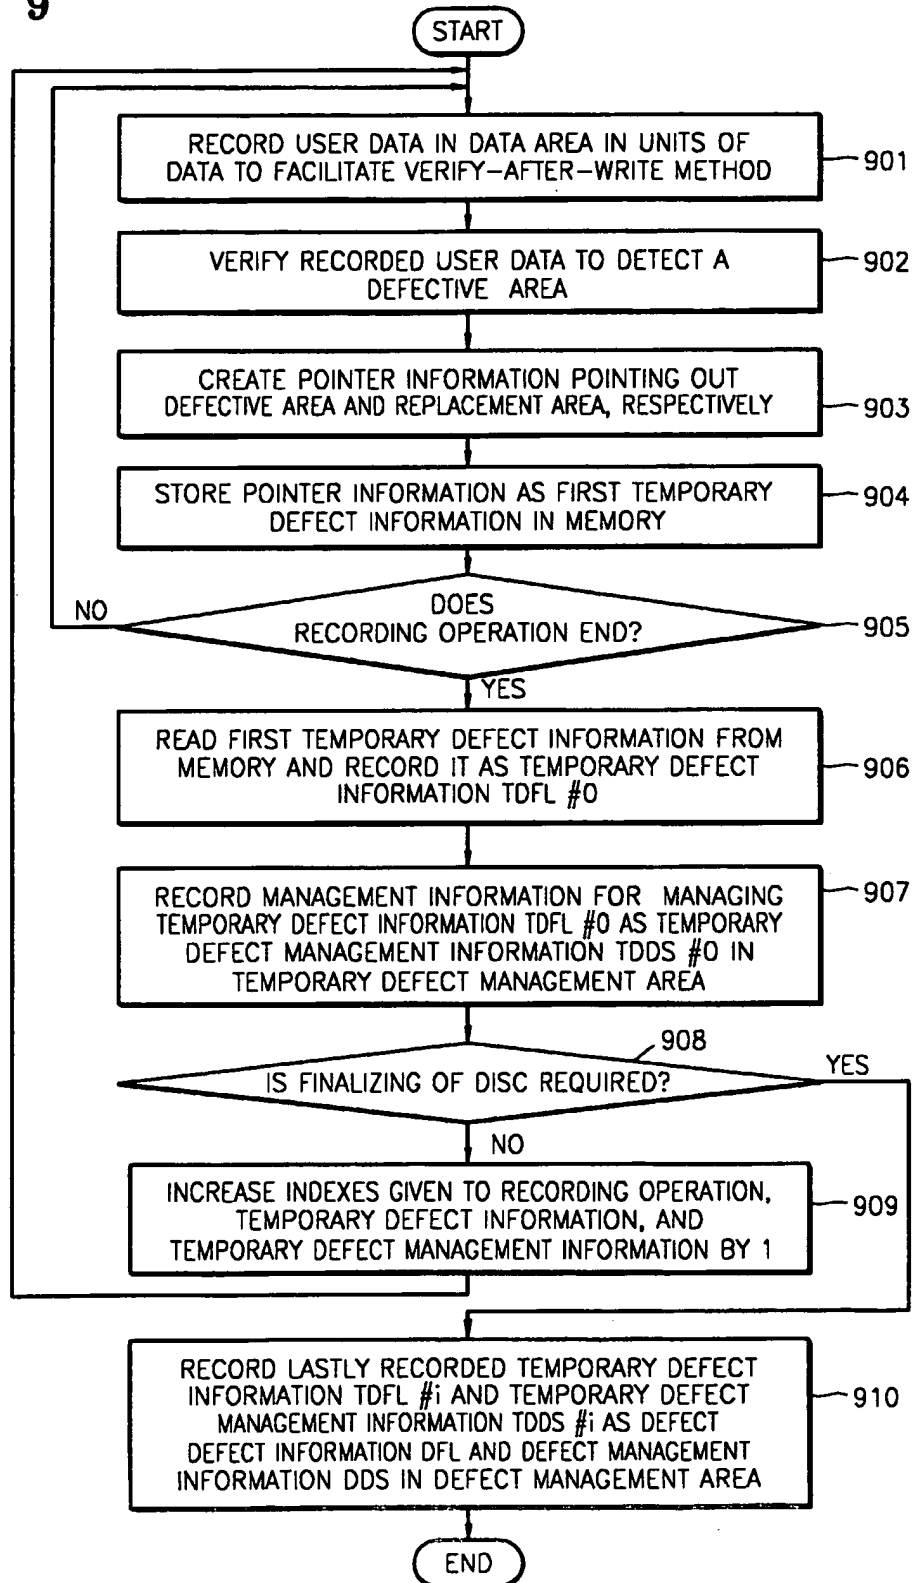 9
START
RECORD USER DATA IN DATA AREA IN UNITS OF
DATA TO FACILITATE VERIFY-AFTER-WRITE METHOD
901
VERIFY RECORDED USER DATA TO DETECT A
DEFECTIVE AREA
902
CREATE POINTER INFORMATION POINTING OUT
DEFECTIVE AREA AND REPLACEMENT AREA, RESPECTIVELY
903
STORE POINTER INFORMATION AS FIRST TEMPORARY
DEFECT INFORMATION IN MEMORY
904
DOES
RECORDING OPERATION END?
905
NO
YES
READ FIRST TEMPORARY DEFECT INFORMATION FROM
MEMORY AND RECORD IT AS TEMPORARY DEFECT
INFORMATION TDFL #0
906
RECORD MANAGEMENT INFORMATION FOR MANAGING
TEMPORARY DEFECT INFORMATION TDFL #0 AS TEMPORARY
DEFECT MANAGEMENT INFORMATION TDDS #0 IN
TEMPORARY DEFECT MANAGEMENT AREA
907
908
IS FINALIZING OF DISC REQUIRED?
YES
NO
INCREASE INDEXES GIVEN TO RECORDING OPERATION,
TEMPORARY DEFECT INFORMATION, AND
TEMPORARY DEFECT MANAGEMENT INFORMATION BY 1
909
RECORD LASTLY RECORDED TEMPORARY DEFECT
INFORMATION TDFL #i AND TEMPORARY DEFECT
MANAGEMENT INFORMATION TDDS #i AS DEFECT
DEFECT INFORMATION DFL AND DEFECT MANAGEMENT
INFORMATION DDS IN DEFECT MANAGEMENT AREA
910
END